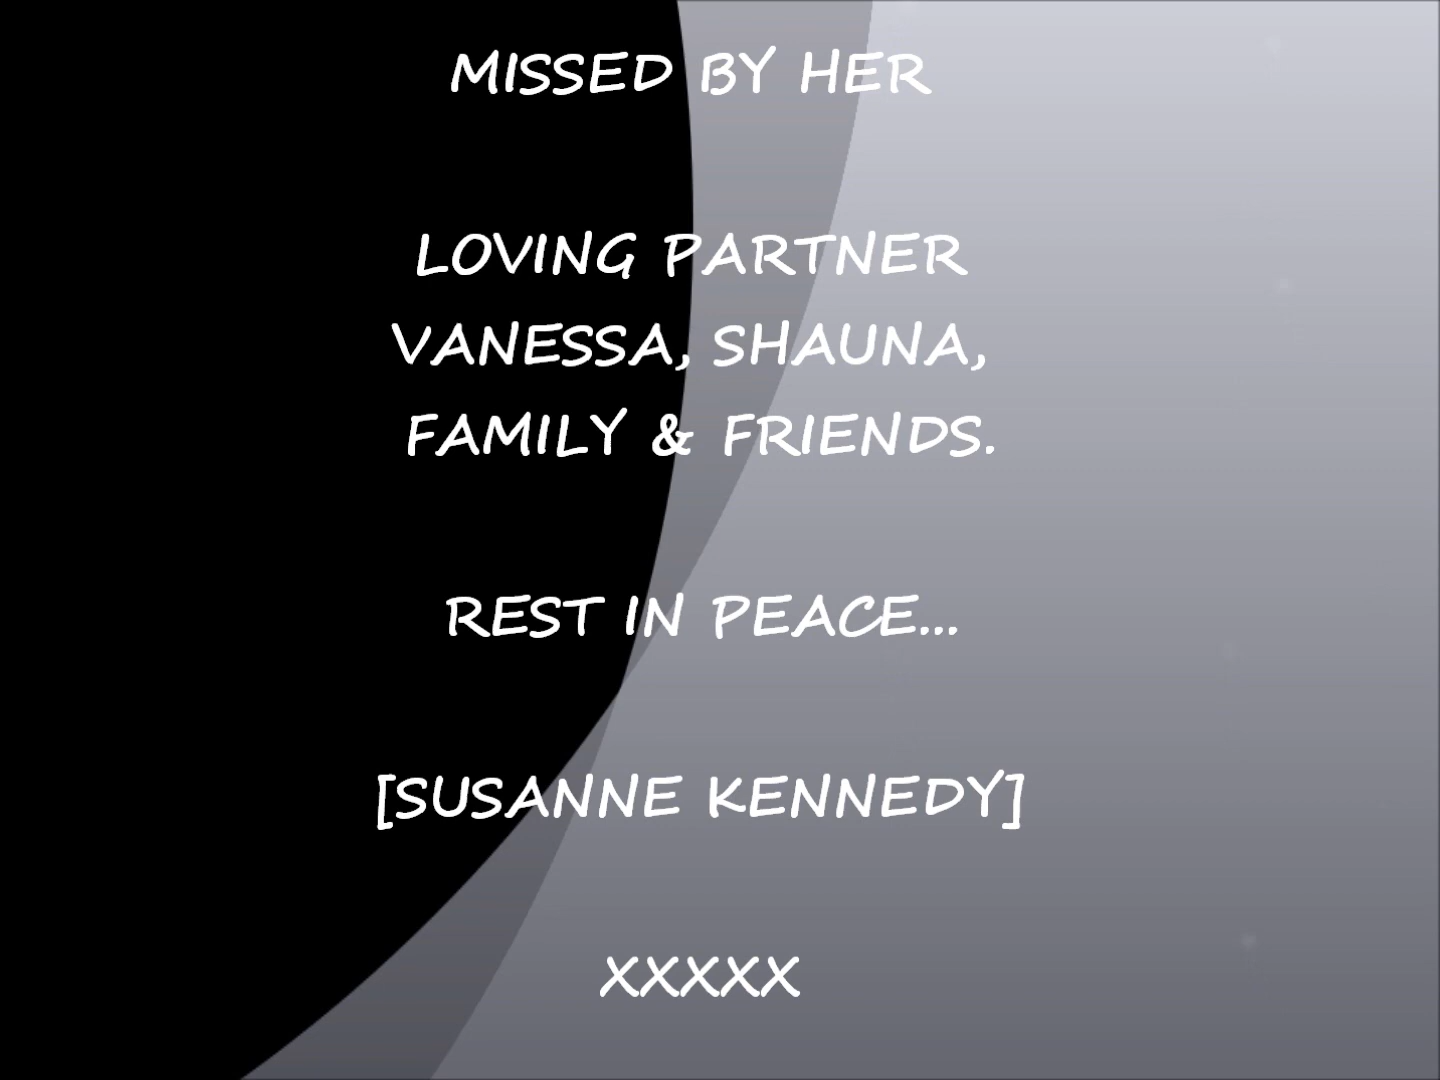 MISSED BY HER
LOVING PARTNER
VANESSA, SHAUNA,
FAMILY & FRIENDS.
REST IN PEACE...
[SUSANNE KENNEDY]
XXXXX